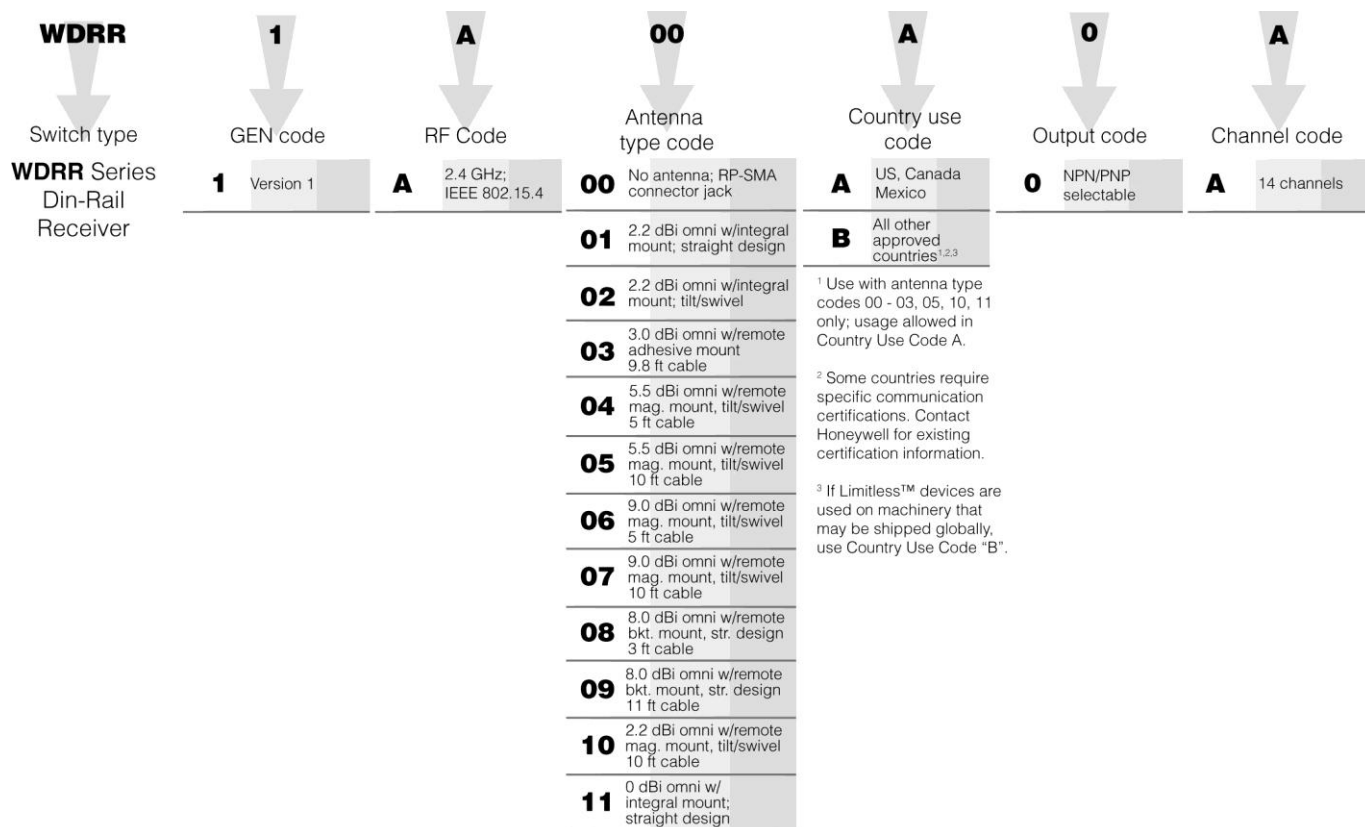 WDRR
1
A
00
A
0
A
Switch type
GEN code
RF Code
Antenna
type code
Country use
code
Output code
Channel code
WDRR Series
Din-Rail
Receiver
1
Version 1
A
2.4 GHz;
IEEE 802.15.4
00
No antenna; RP-SMA
connector jack
01
2.2 dBi omni w/integral
mount; straight design
02
2.2 dBi omni w/integral
mount; tilt/swivel
03
3.0 dBi omni w/remote
adhesive mount
9.8 ft cable
04
5.5 dBi omni w/remote
mag. mount, tilt/swivel
5 ft cable
05
5.5 dBi omni w/remote
mag. mount, tilt/swivel
10 ft cable
06
9.0 dBi omni w/remote
mag. mount, tilt/swivel
5 ft cable
07
9.0 dBi omni w/remote
mag. mount, tilt/swivel
10 ft cable
08
8.0 dBi omni w/remote
bkt. mount, str. design
3 ft cable
09
8.0 dBi omni w/remote
bkt. mount, str. design
11 ft cable
10
2.2 dBi omni w/remote
mag. mount, tilt/swivel
10 ft cable
11
0 dBi omni w/
integral mount;
straight design
A
US, Canada
Mexico
B
All other
approved
countries1,2,3
1 Use with antenna type
codes 00 - 03, 05, 10, 11
only; usage allowed in
Country Use Code A.
2 Some countries require
specific communication
certifications. Contact
Honeywell for existing
certification information.
3 If Limitless™ devices are
used on machinery that
may be shipped globally,
use Country Use Code “B”.
0
NPN/PNP
selectable
A
14 channels